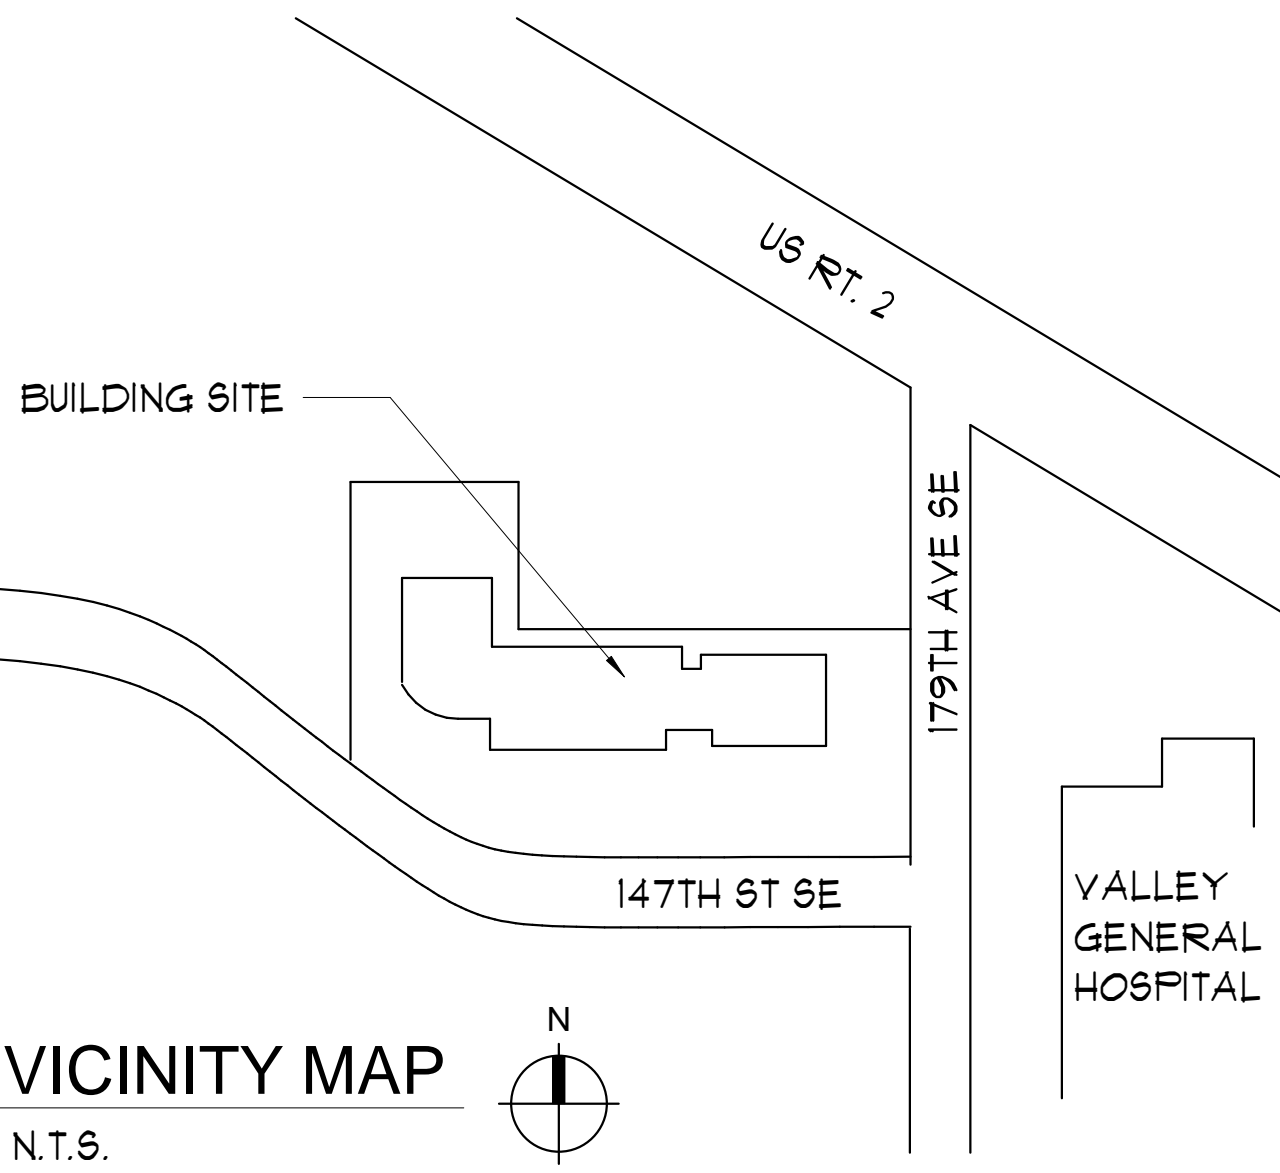 US RT. 2
BUILDING SITE
179TH AVE SE
147TH ST SE
VALLEY
GENERAL
HOSPITAL
N
VICINITY MAP
N.T.S.